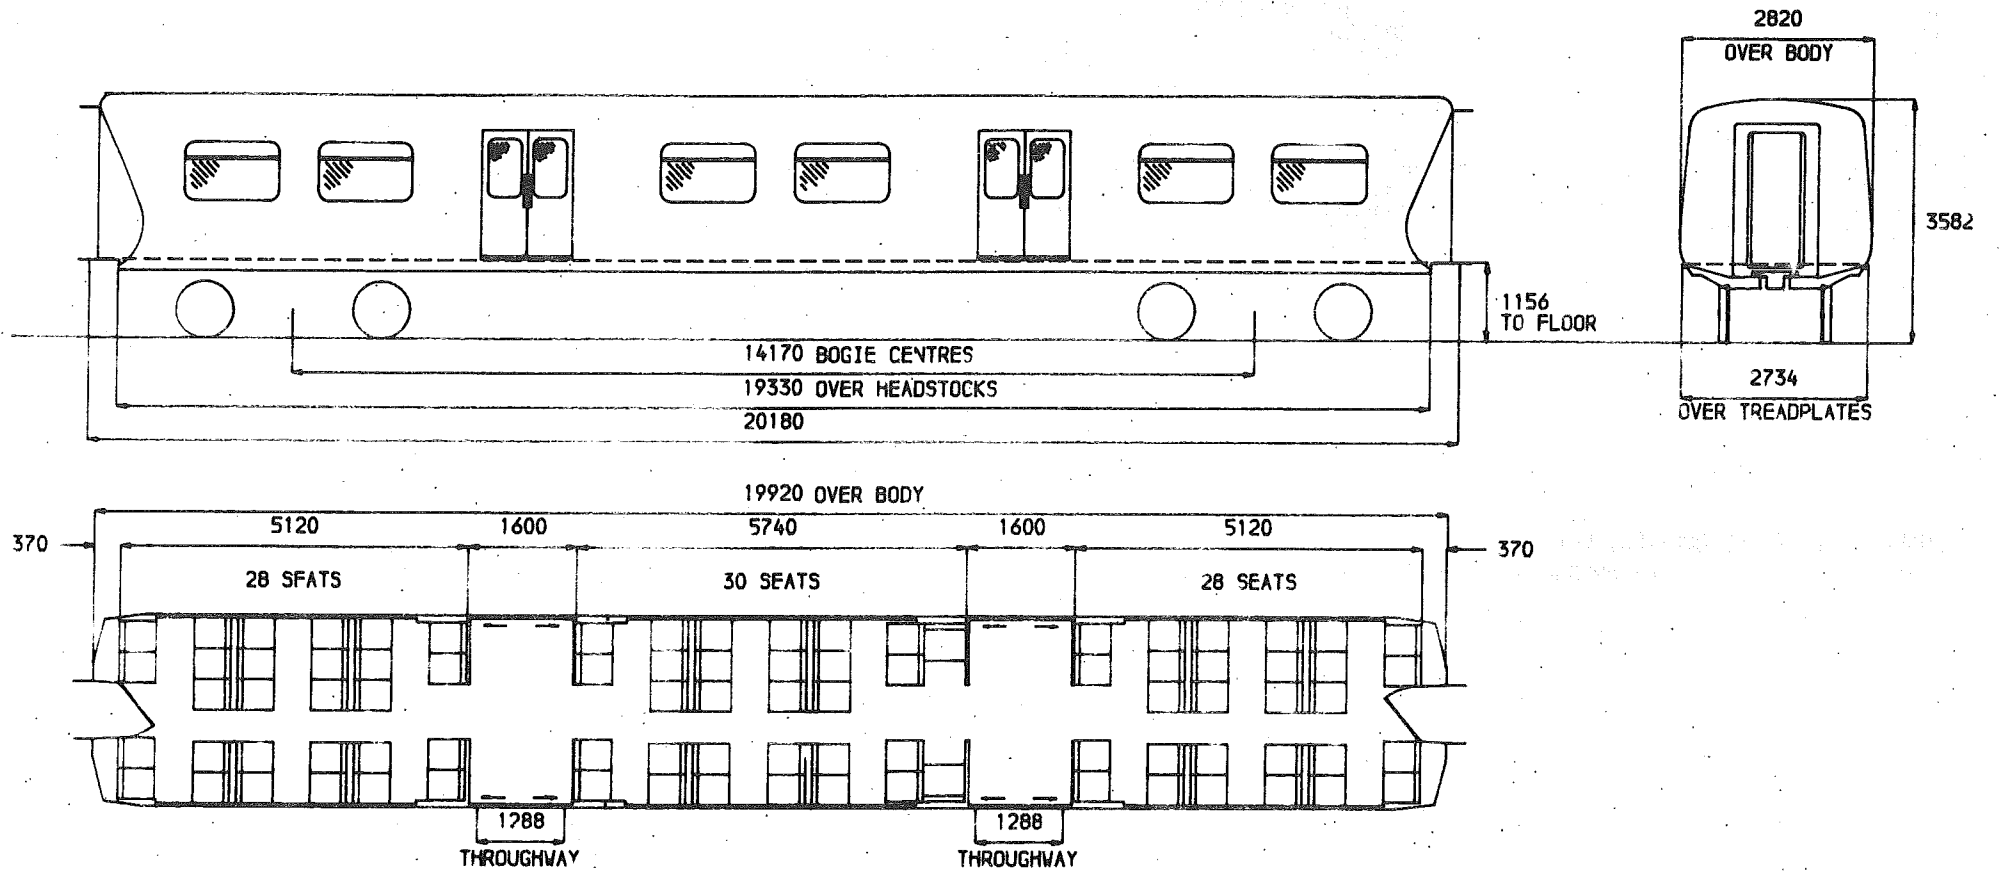 2820
OVER BODY
3582
1156
TO FLOOR
14170 BOGIE CENTRES
19330 OVER HEADSTOCKS
20180
2734
OVER TREADPLATES
19920 OVER BODY
370
5120
1600
5740
1600
5120
370
28 SEATS
30 SEATS
28 SEATS
1288
THROUGHWAY
1288
THROUGHWAY